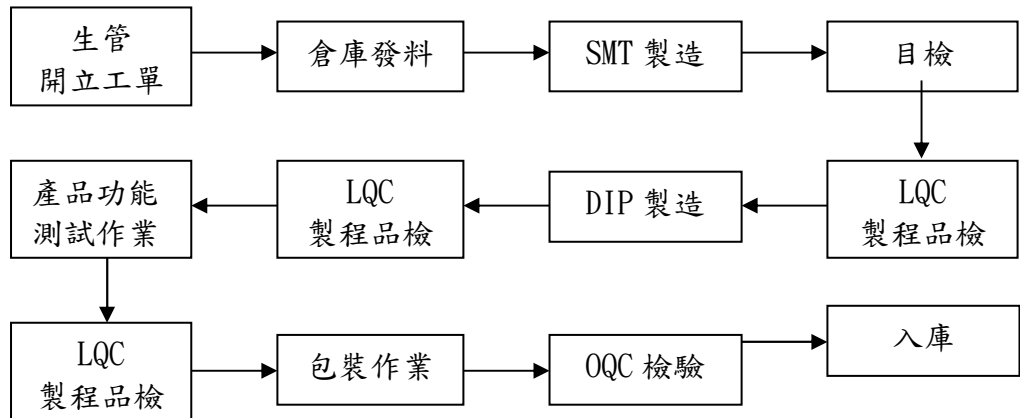 生管
開立工單
倉庫發料
SMT 製造
目檢
LQC
製程品檢
DIP 製造
LQC
製程品檢
產品功能
測試作業
LQC
製程品檢
包裝作業
OQC 檢驗
入庫